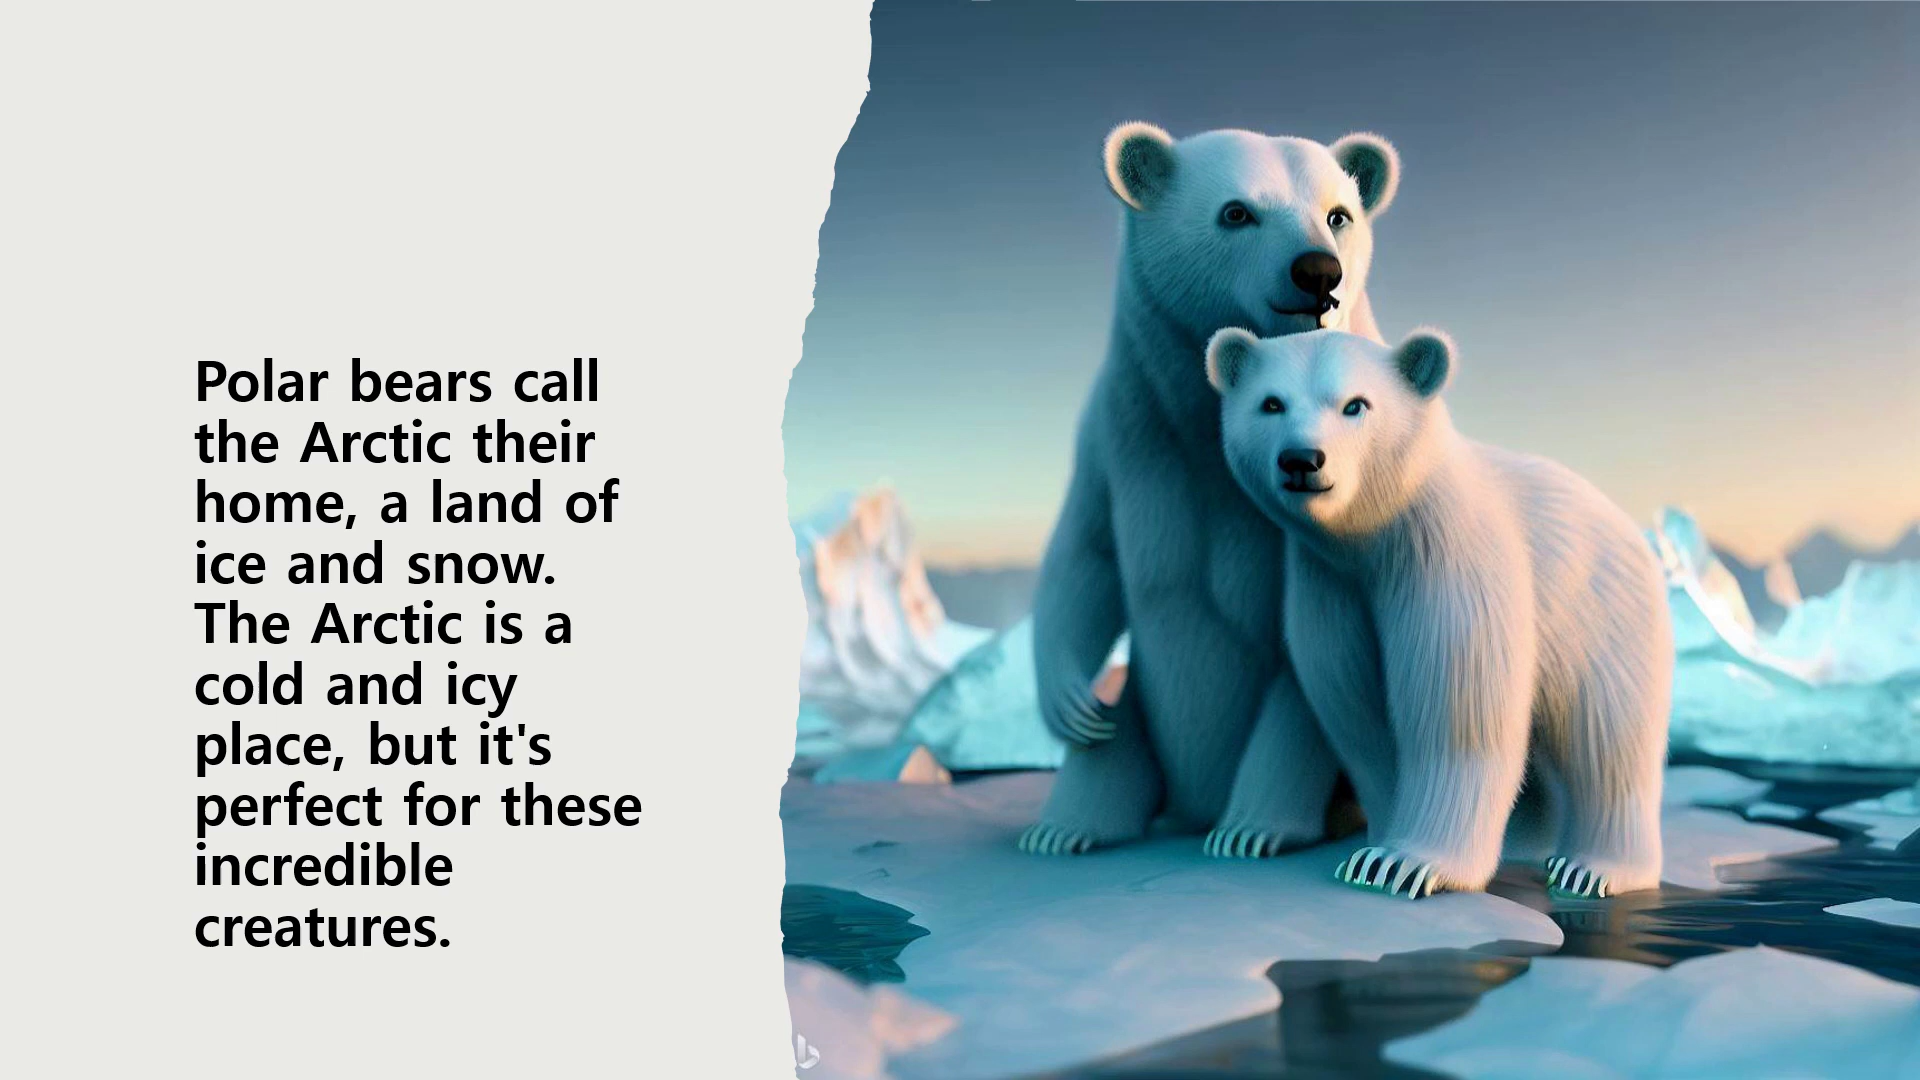 Polar bears call
the Arctic their
home, a land of
ice and snow.
The Arctic is a
cold and icy
place, but it's
perfect for these
incredible
creatures.